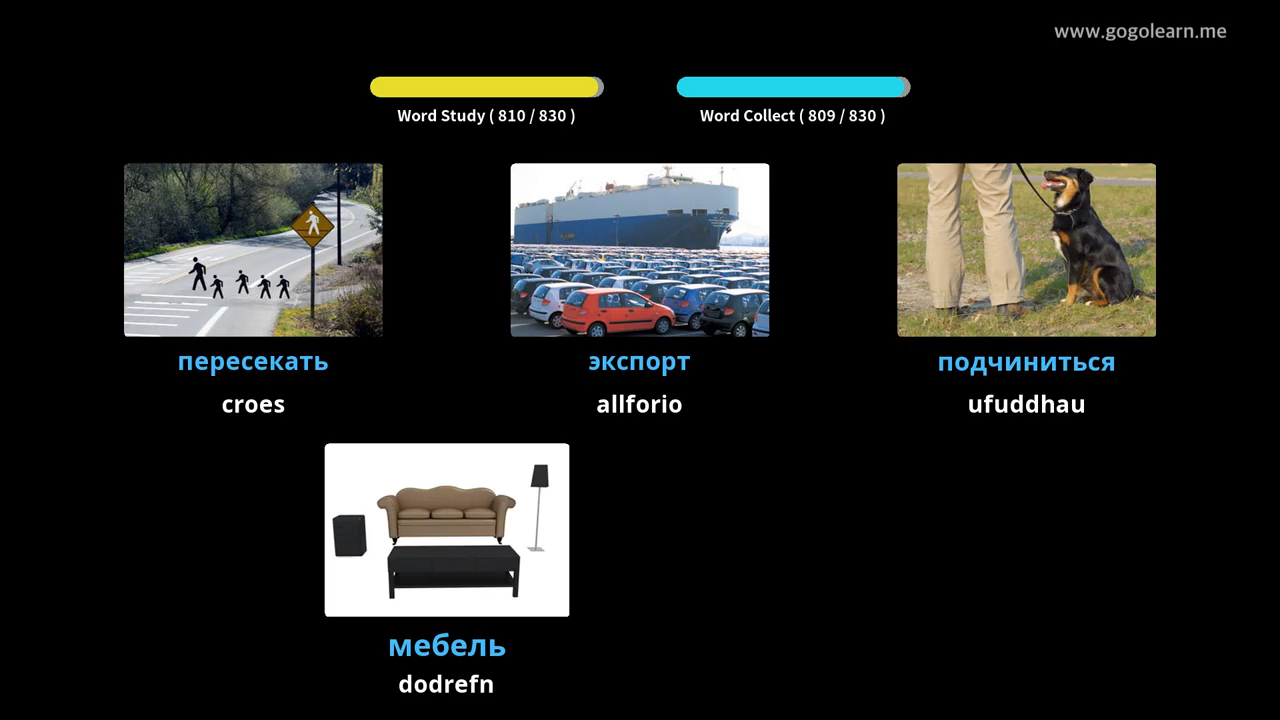 www.gogolearn.me
Word Study ( 810 / 830 )
Word Collect ( 809 / 830 )
пересекать
croes
экспорт
allforio
подчиниться
ufuddhau
мебель
dodrefn